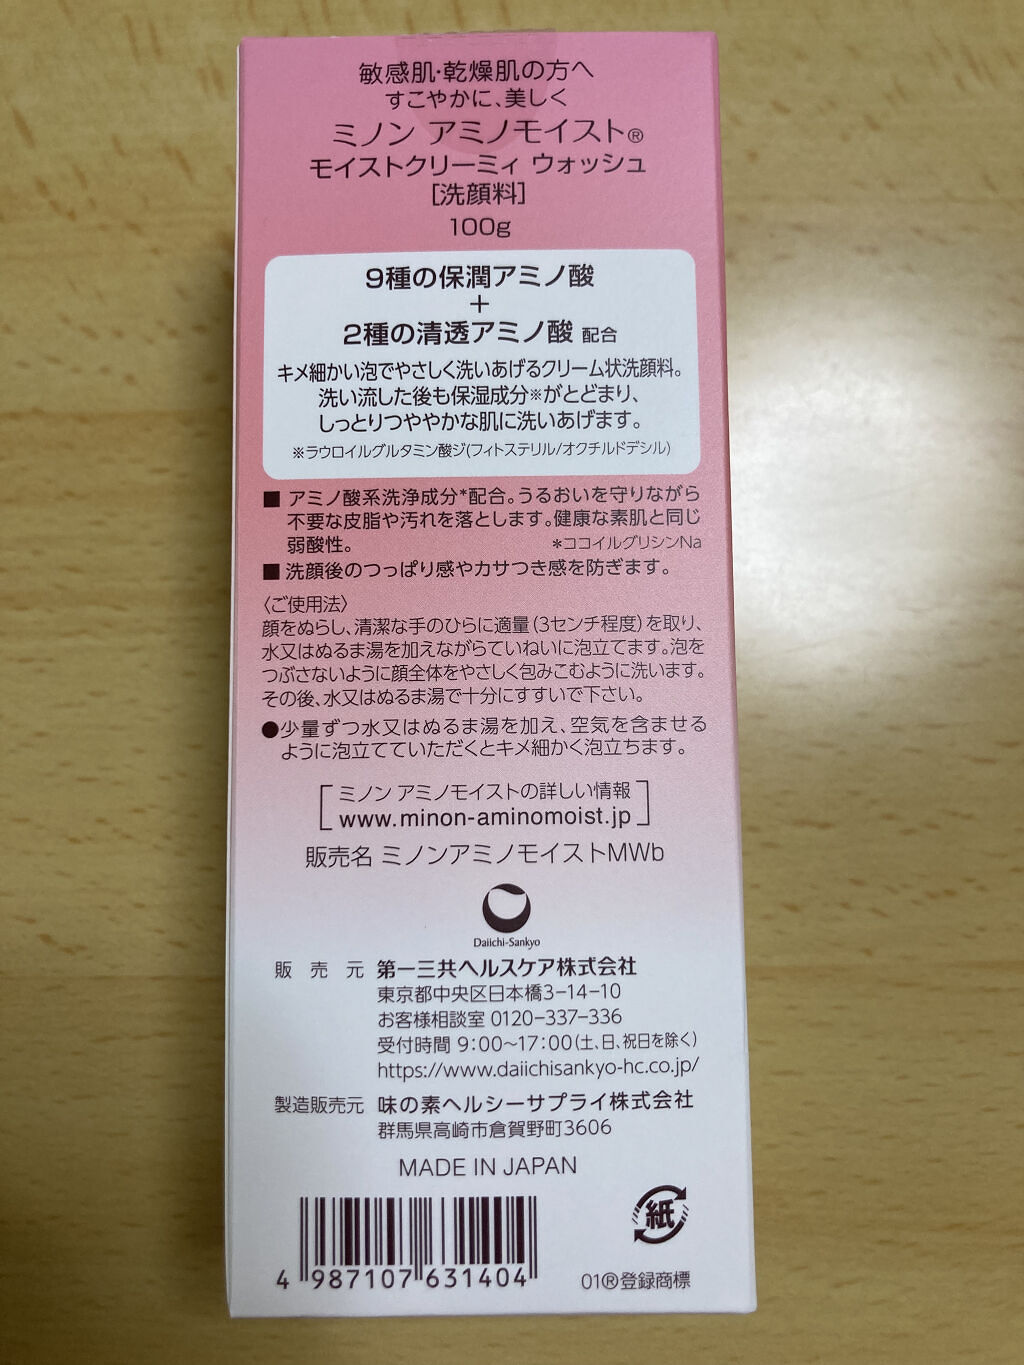 敏感肌・乾燥肌の方へ
すこやかに、美しく
ミノン アミノモイスト®
モイストクリーミィ ウォッシュ
[洗顔料]
100g
9種の保潤アミノ酸
+
2種の清透アミノ酸 配合
キメ細かい泡でやさしく洗いあげるクリーム状洗顔料。
洗い流した後も保湿成分※がとどまり、
しっとりつややかな肌に洗いあげます。
※ラウロイルグルタミン酸ジ(フィトステリル/オクチルドデシル)
■ アミノ酸系洗浄成分*配合。うるおいを守りながら
不要な皮脂や汚れを落とします。健康な素肌と同じ
弱酸性。 *ココイルグリシンNa
■ 洗顔後のつっぱり感やカサつき感を防ぎます。
〈ご使用法〉
顔をぬらし、清潔な手のひらに適量(3センチ程度)を取り、
水又はぬるま湯を加えながらていねいに泡立てます。泡を
つぶさないように顔全体をやさしく包みこむように洗います。
その後、水又はぬるま湯で十分にすすいで下さい。
●少量ずつ水又はぬるま湯を加え、空気を含ませる
ように泡立てていただくとキメ細かく泡立ちます。
ミノン アミノモイストの詳しい情報
www.minon-aminomoist.jp
販売名 ミノンアミノモイストMWb
Daiichi-Sankyo
販売元 第一三共ヘルスケア株式会社
東京都中央区日本橋3-14-10
お客様相談室 0120-337-336
受付時間 9:00~17:00(土、日、祝日を除く)
https://www.daiichisankyo-hc.co.jp/
製造販売元 味の素ヘルシーサプライ株式会社
群馬県高崎市倉賀野町3606
MADE IN JAPAN
紙
4 987107 631404
01®登録商標